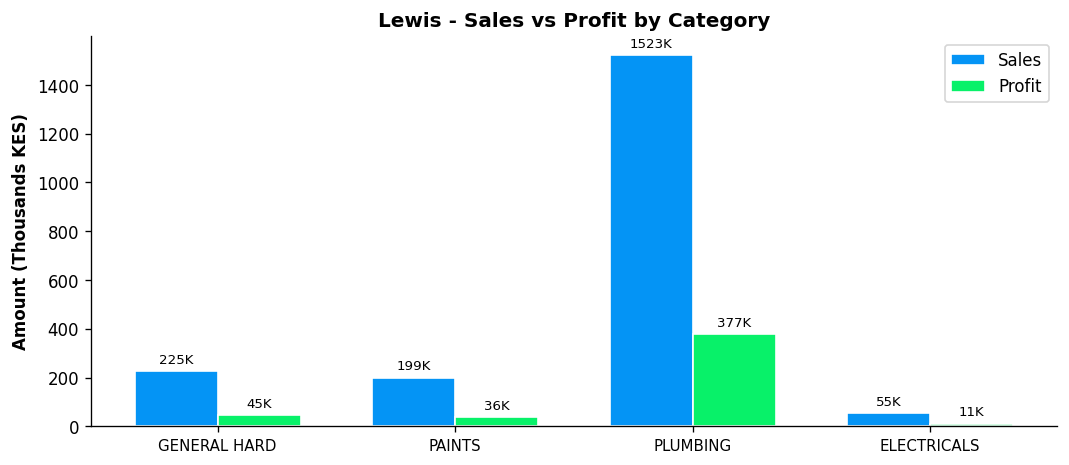 Lewis - Sales vs Profit by Category
Amount (Thousands KES)
1400
1200
1000
800
600
400
200
0
Sales
Profit
225K
45K
199K
36K
1523K
377K
55K
11K
GENERAL HARD
PAINTS
PLUMBING
ELECTRICALS